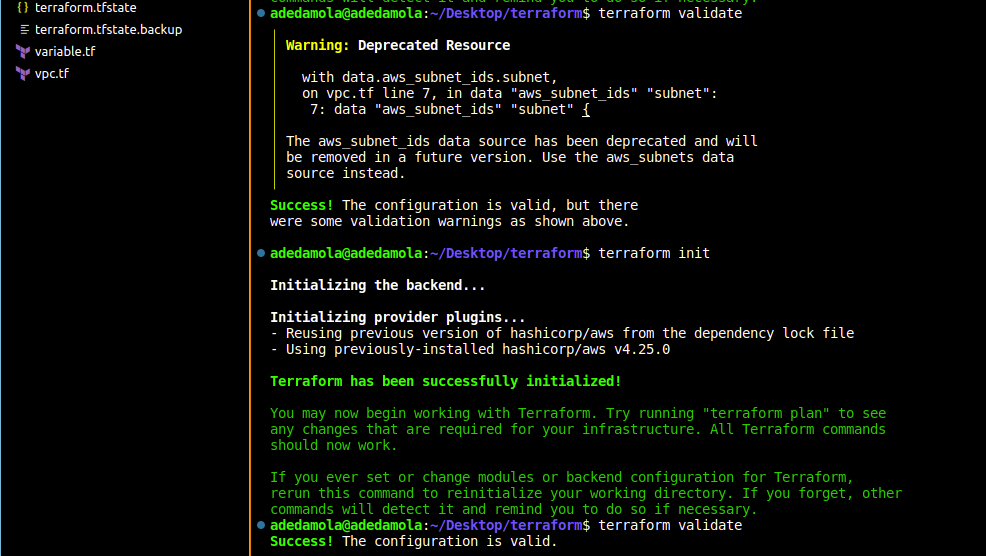 {} terraform.tfstate
terraform.tfstate.backup
variable.tf
vpc.tf
commands will detect it and remind you to do so if necessary.
adedamola@adedamola:~/Desktop/terraform$ terraform validate
Warning: Deprecated Resource
with data.aws_subnet_ids.subnet,
on vpc.tf line 7, in data "aws_subnet_ids" "subnet":
7: data "aws_subnet_ids" "subnet" {
The aws_subnet_ids data source has been deprecated and will
be removed in a future version. Use the aws_subnets data
source instead.
Success! The configuration is valid, but there
were some validation warnings as shown above.
adedamola@adedamola:~/Desktop/terraform$ terraform init
Initializing the backend...
Initializing provider plugins...
- Reusing previous version of hashicorp/aws from the dependency lock file
- Using previously-installed hashicorp/aws v4.25.0
Terraform has been successfully initialized!
You may now begin working with Terraform. Try running "terraform plan" to see
any changes that are required for your infrastructure. All Terraform commands
should now work.
If you ever set or change modules or backend configuration for Terraform,
rerun this command to reinitialize your working directory. If you forget, other
commands will detect it and remind you to do so if necessary.
adedamola@adedamola:~/Desktop/terraform$ terraform validate
Success! The configuration is valid.